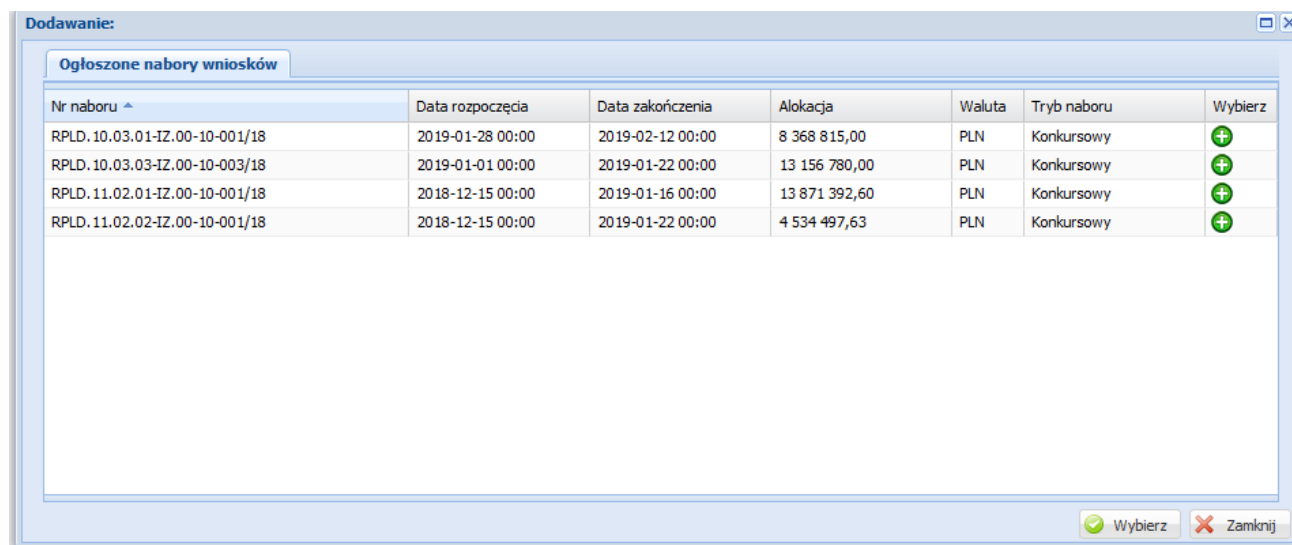 Dodawanie:
Ogłoszone nabory wniosków
Nr naboru Data rozpoczęcia Data zakończenia Alokacja Waluta Tryb naboru Wybierz
RPLD.10.03.01-IZ.00-10-001/18 2019-01-28 00:00 2019-02-12 00:00 8 368 815,00 PLN Konkursowy
RPLD.10.03.03-IZ.00-10-003/18 2019-01-01 00:00 2019-01-22 00:00 13 156 780,00 PLN Konkursowy
RPLD.11.02.01-IZ.00-10-001/18 2018-12-15 00:00 2019-01-16 00:00 13 871 392,60 PLN Konkursowy
RPLD.11.02.02-IZ.00-10-001/18 2018-12-15 00:00 2019-01-22 00:00 4 534 497,63 PLN Konkursowy
Wybierz Zamknij